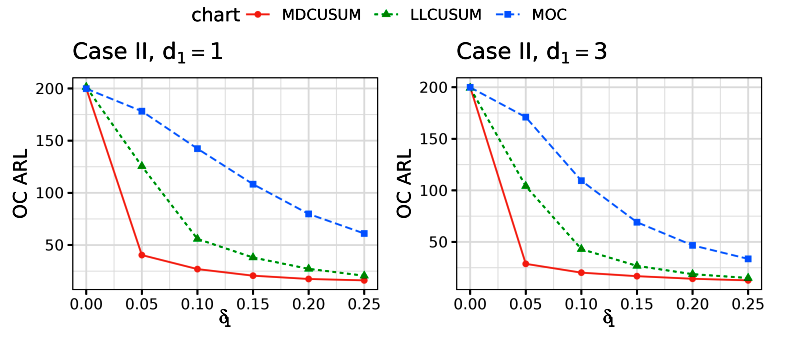 chart MDCUSUM LLCUSUM MOC
Case II, d1 = 1
Case II, d1 = 3
OC ARL
200
150
100
50
0.00 0.05 0.10 0.15 0.20 0.25
δ1
OC ARL
200
150
100
50
0.00 0.05 0.10 0.15 0.20 0.25
δ1